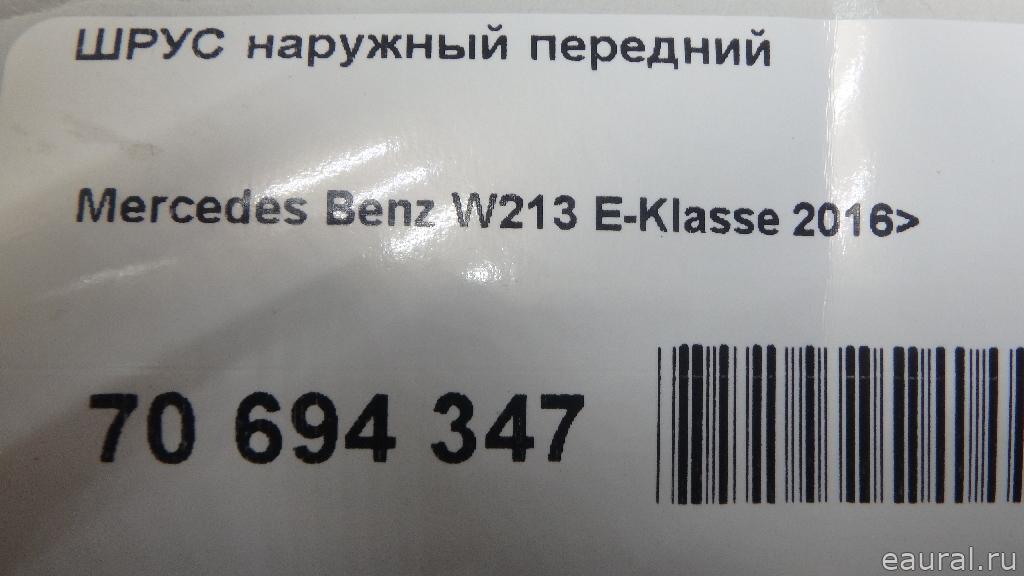 ШРУС наружный передний
Mercedes Benz W213 E-Klasse 2016>
70 694 347
eaural.ru